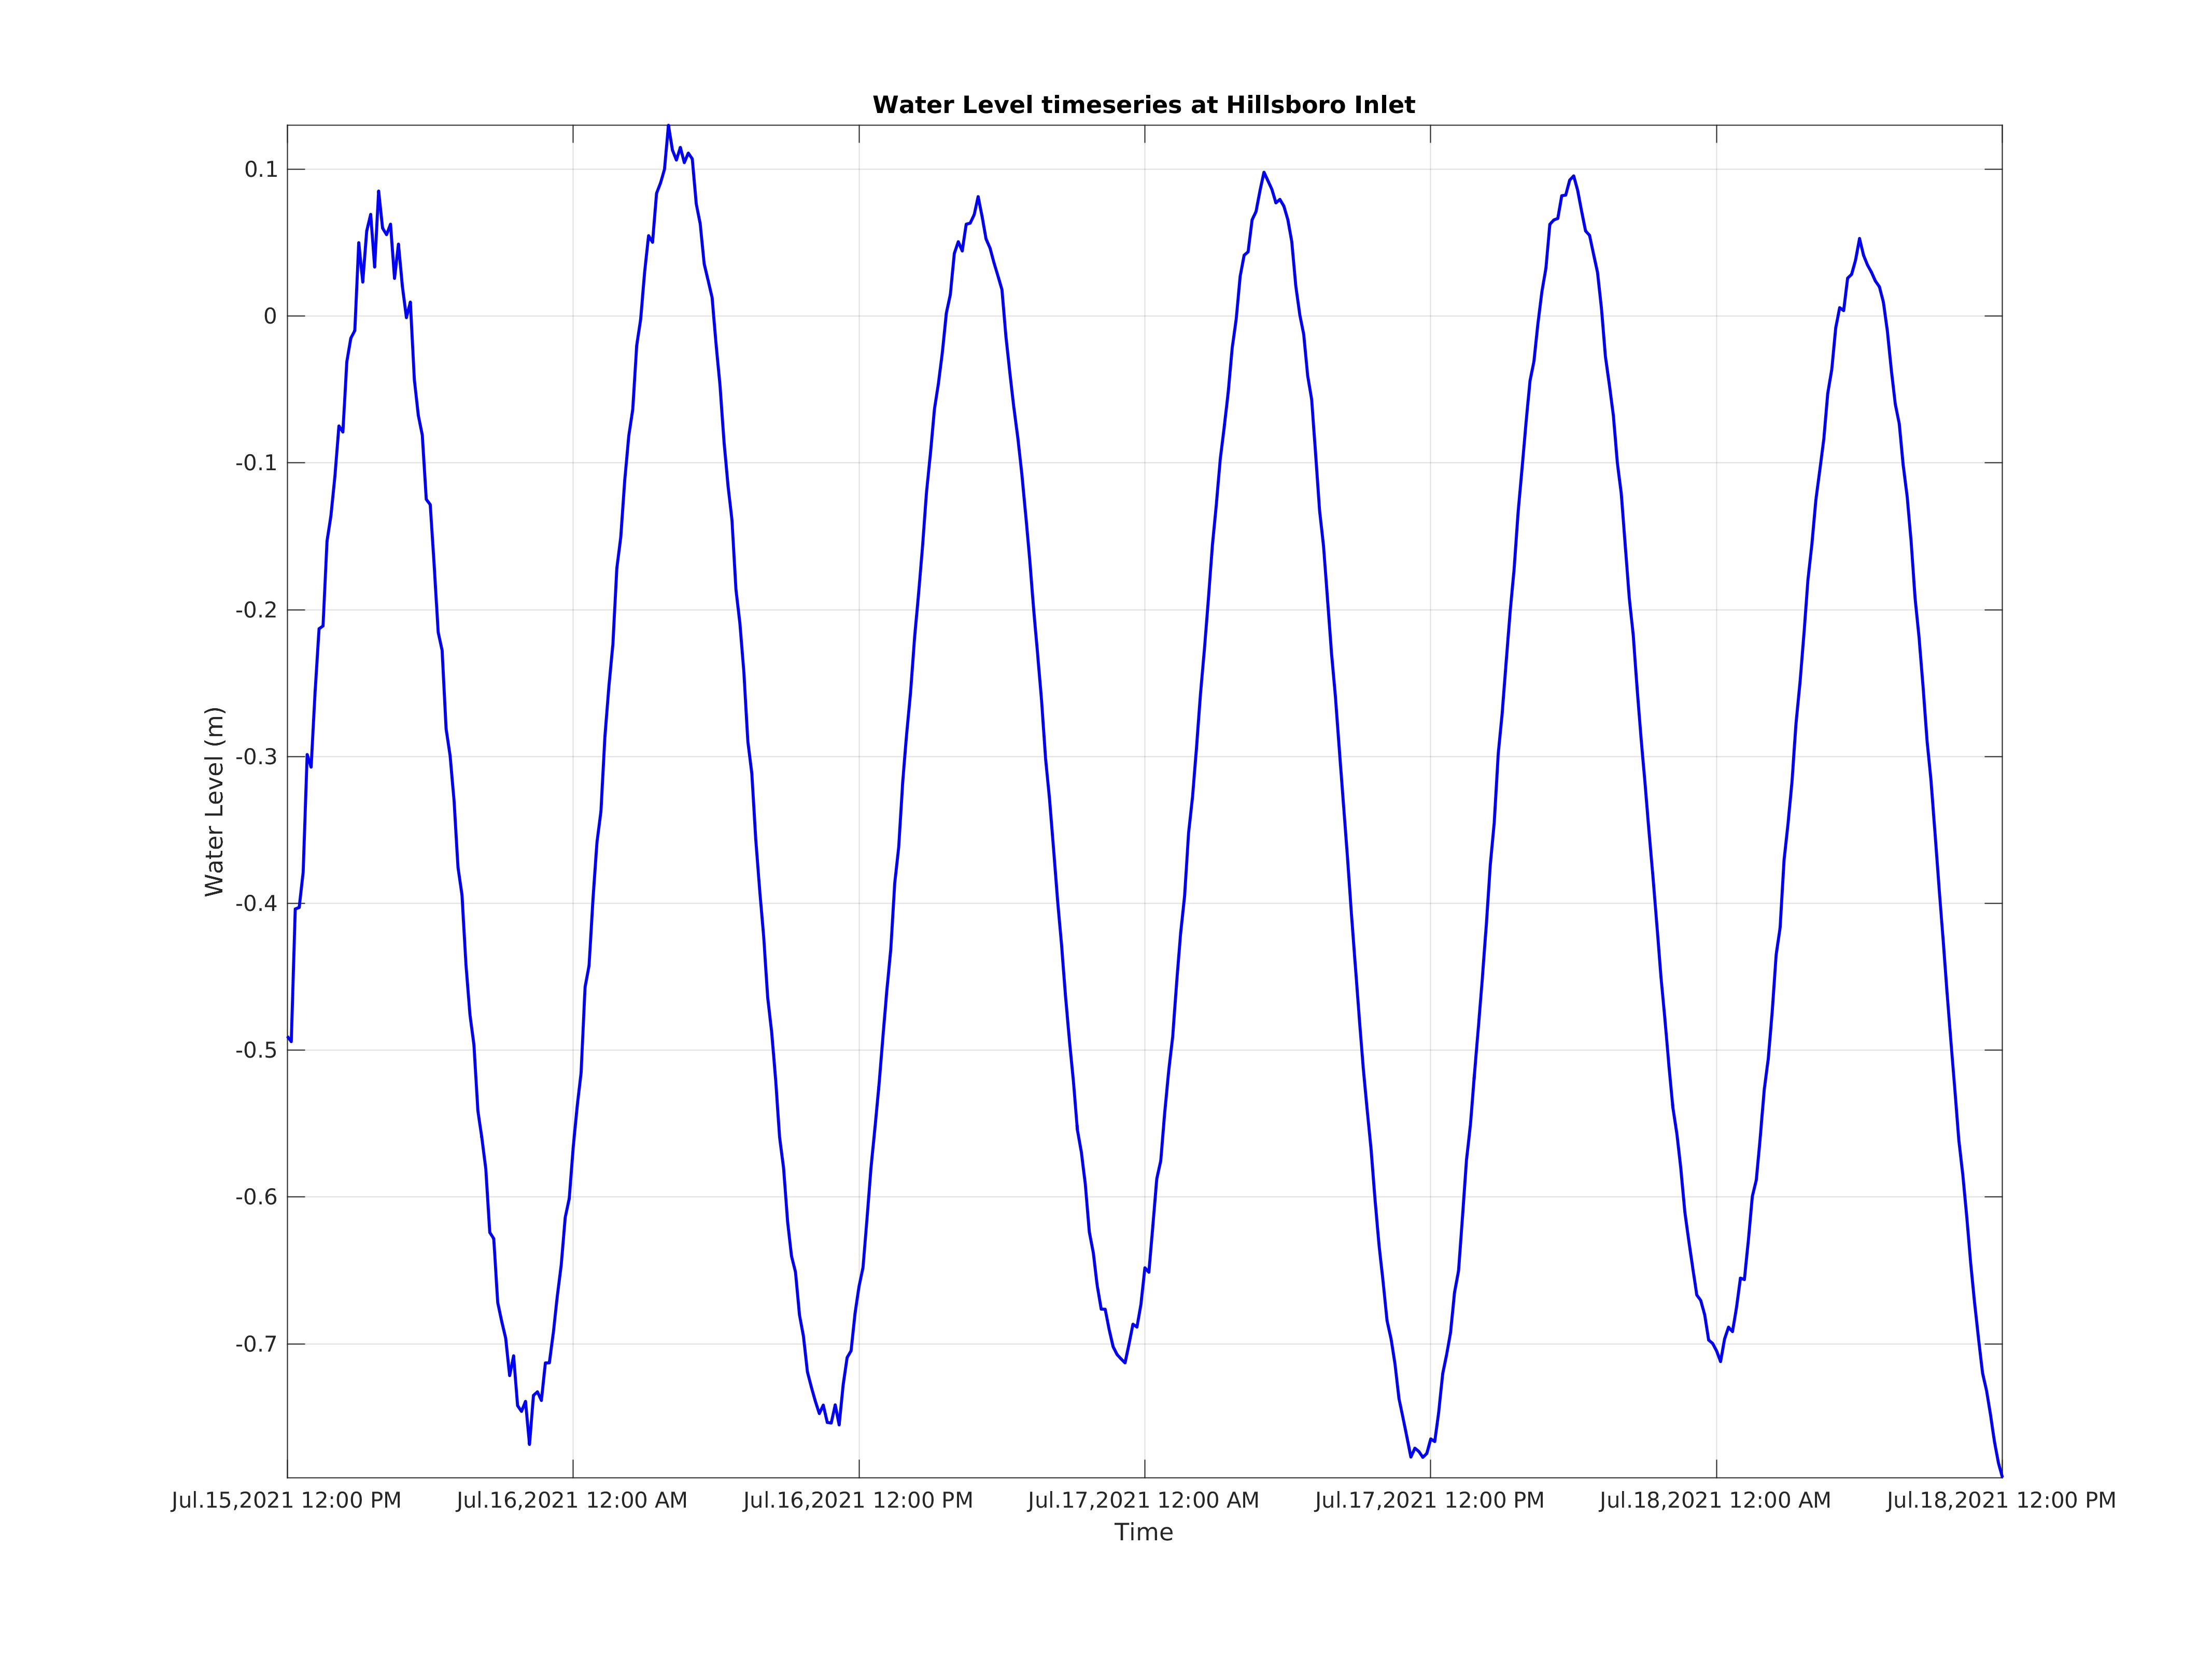 Water Level timeseries at Hillsboro Inlet
0.1
0
-0.1
-0.2
-0.3
-0.4
-0.5
-0.6
-0.7
Water Level (m)
Jul.15,2021 12:00 PM
Jul.16,2021 12:00 AM
Jul.16,2021 12:00 PM
Jul.17,2021 12:00 AM
Jul.17,2021 12:00 PM
Jul.18,2021 12:00 AM
Jul.18,2021 12:00 PM
Time